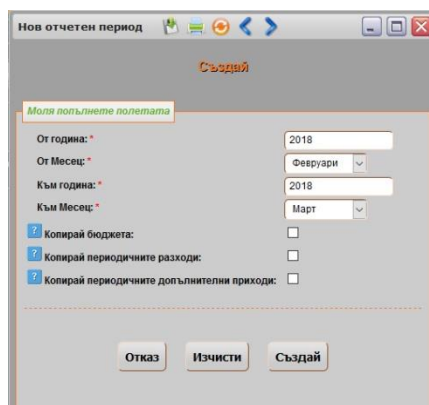 Нов отчетен период
Създай
Моля попълнете полетата
От година: * 2018
От Месец: * Февруари
Към година: * 2018
Към Месец: * Март
? Копирай бюджета:
? Копирай периодичните разходи:
? Копирай периодичните допълнителни приходи:
Отказ Изчисти Създай